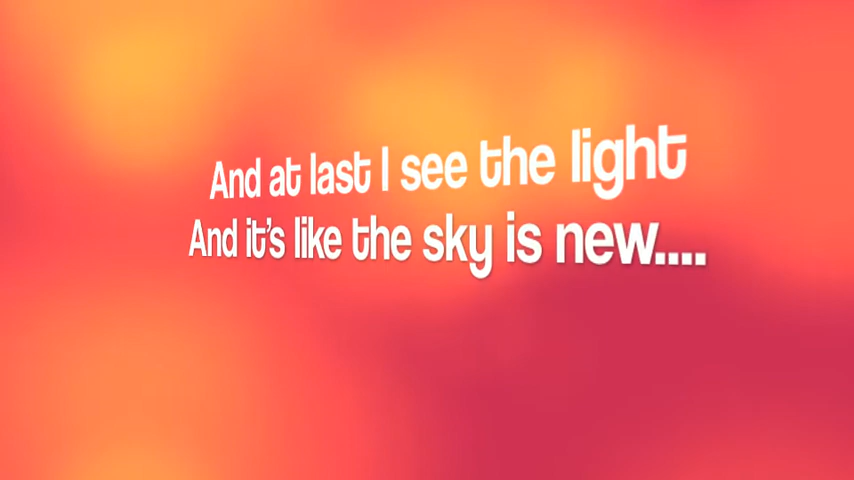 And at last I see the light
And it's like the sky is new....